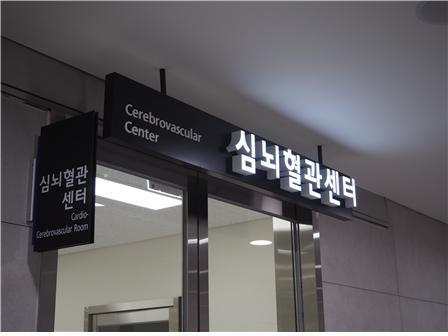 Cerebrovascular
Center
심뇌혈관센터
심뇌혈관
센터
Cardio-
Cerebrovascular Room